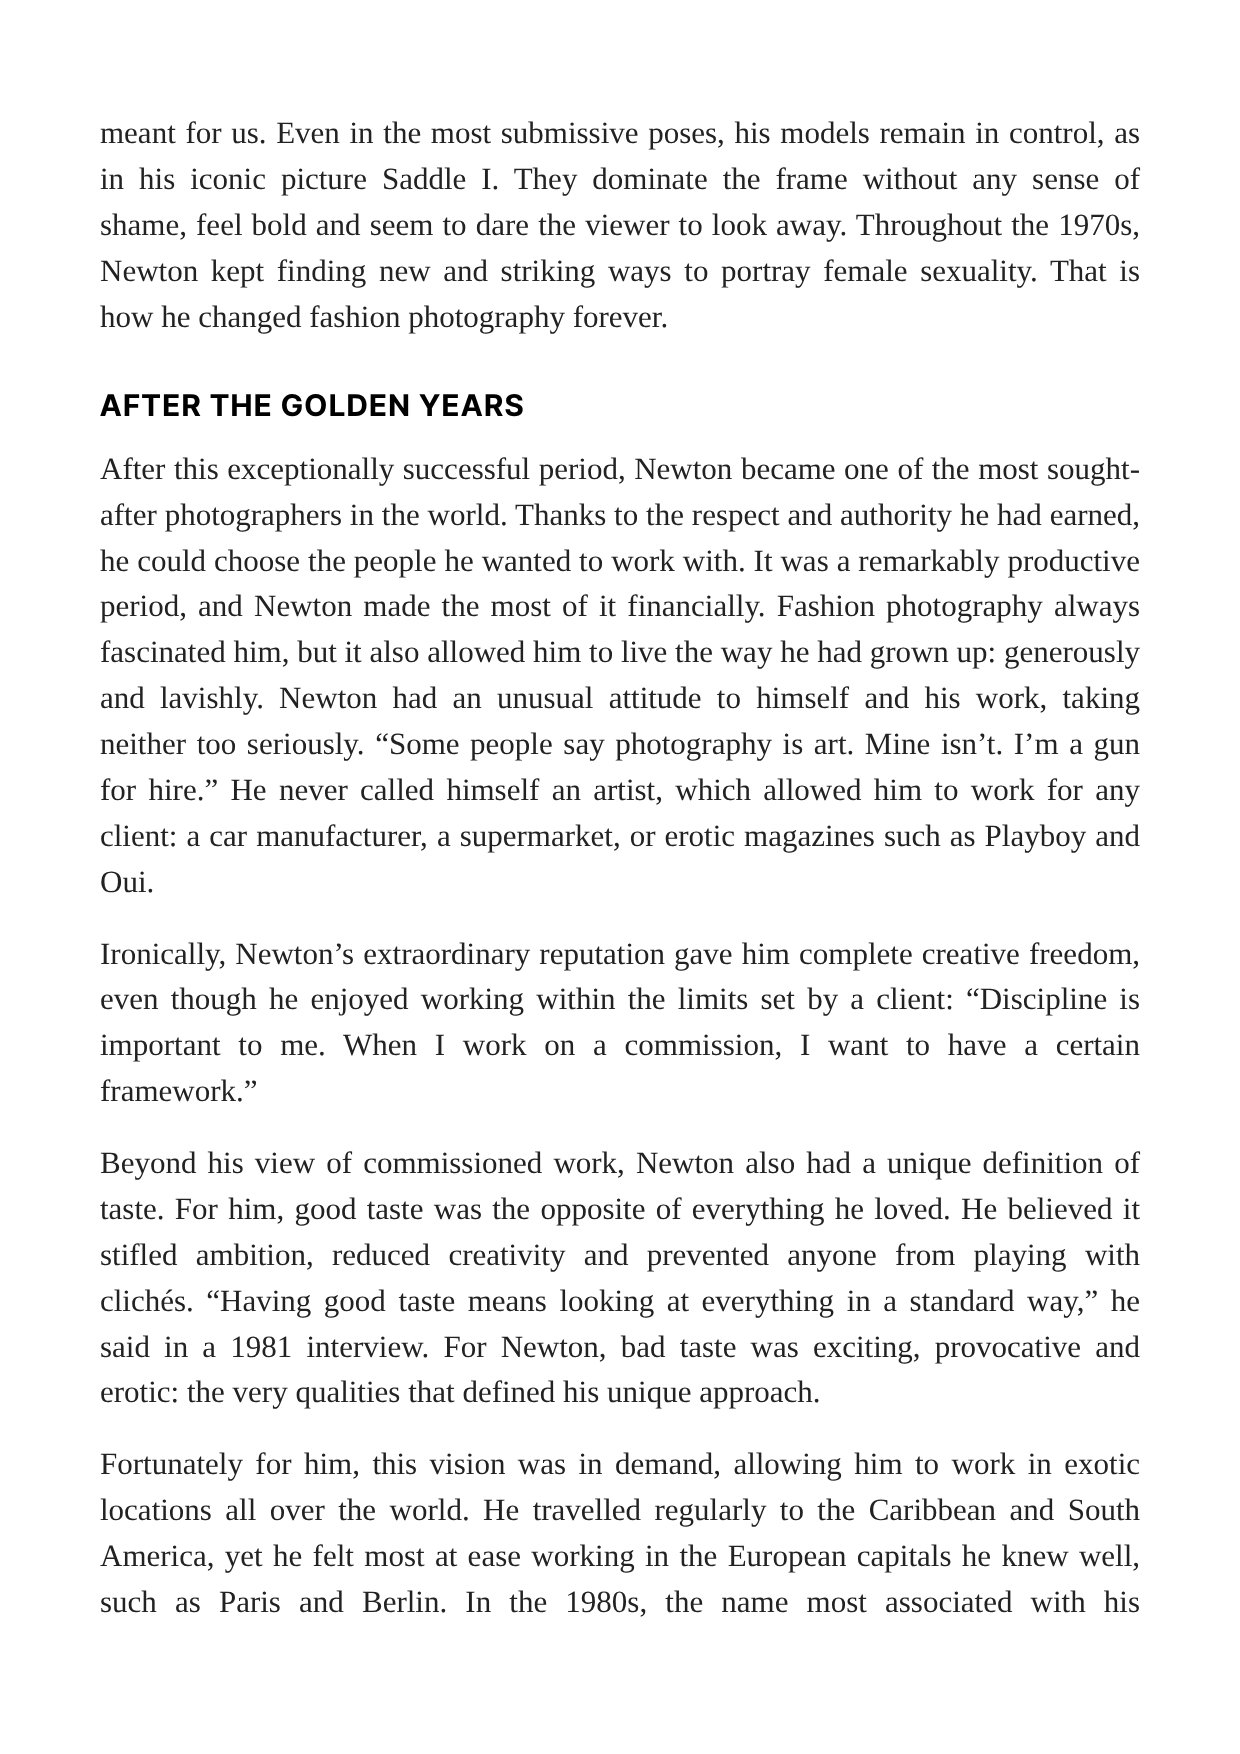 meant for us. Even in the most submissive poses, his models remain in control, as
in his iconic picture Saddle I. They dominate the frame without any sense of
shame, feel bold and seem to dare the viewer to look away. Throughout the 1970s,
Newton kept finding new and striking ways to portray female sexuality. That is
how he changed fashion photography forever.
AFTER THE GOLDEN YEARS
After this exceptionally successful period, Newton became one of the most sought-
after photographers in the world. Thanks to the respect and authority he had earned,
he could choose the people he wanted to work with. It was a remarkably productive
period, and Newton made the most of it financially. Fashion photography always
fascinated him, but it also allowed him to live the way he had grown up: generously
and lavishly. Newton had an unusual attitude to himself and his work, taking
neither too seriously. “Some people say photography is art. Mine isn’t. I’m a gun
for hire.” He never called himself an artist, which allowed him to work for any
client: a car manufacturer, a supermarket, or erotic magazines such as Playboy and
Oui.
Ironically, Newton’s extraordinary reputation gave him complete creative freedom,
even though he enjoyed working within the limits set by a client: “Discipline is
important to me. When I work on a commission, I want to have a certain
framework.”
Beyond his view of commissioned work, Newton also had a unique definition of
taste. For him, good taste was the opposite of everything he loved. He believed it
stifled ambition, reduced creativity and prevented anyone from playing with
clichés. “Having good taste means looking at everything in a standard way,” he
said in a 1981 interview. For Newton, bad taste was exciting, provocative and
erotic: the very qualities that defined his unique approach.
Fortunately for him, this vision was in demand, allowing him to work in exotic
locations all over the world. He travelled regularly to the Caribbean and South
America, yet he felt most at ease working in the European capitals he knew well,
such as Paris and Berlin. In the 1980s, the name most associated with his